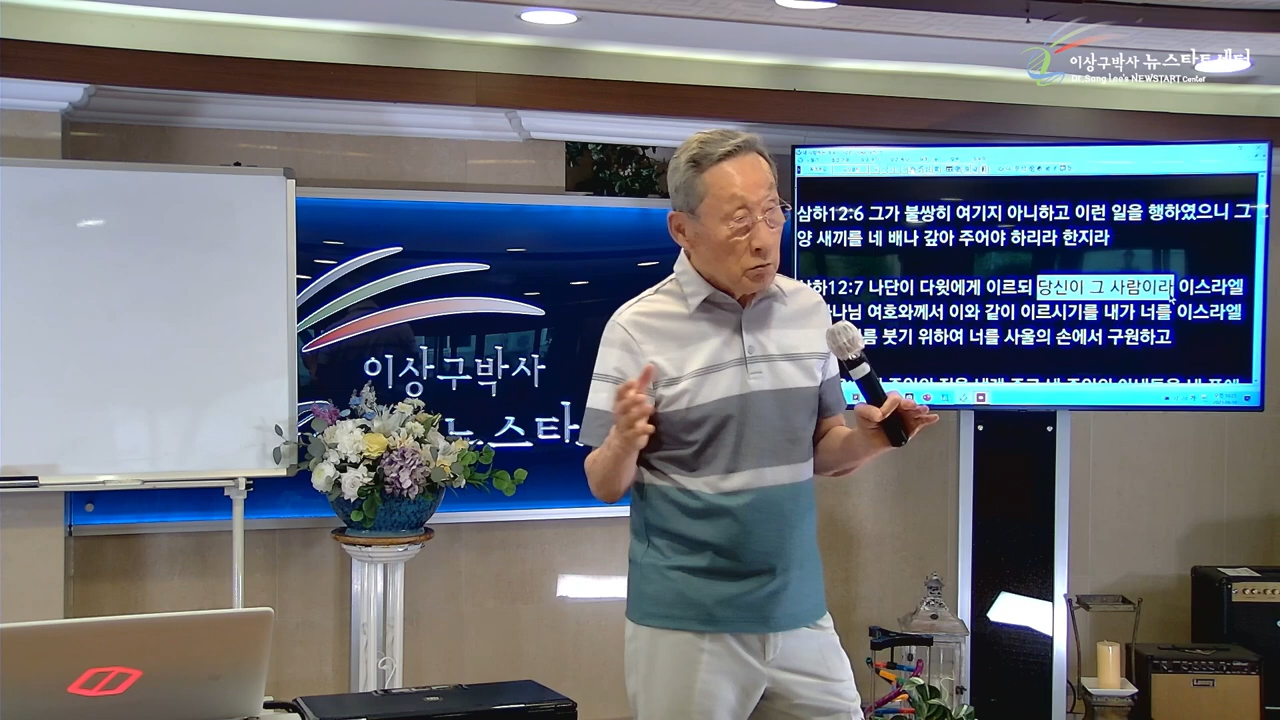 이상구박사 뉴스타트센터
Dr. Sang Lee's NEWSTART Center
삼하12:6 그가 불쌍히 여기지 아니하고 이런 일을 행하였으니 그
양 새끼를 네 배나 갚아 주어야 하리라 한지라
삼하12:7 나단이 다윗에게 이르되 당신이 그 사람이라 이스라엘
나님 여호와께서 이와 같이 이르시기를 내가 너를 이스라엘
름 붓기 위하여 너를 사울의 손에서 구원하고
이상구박사
뉴스타